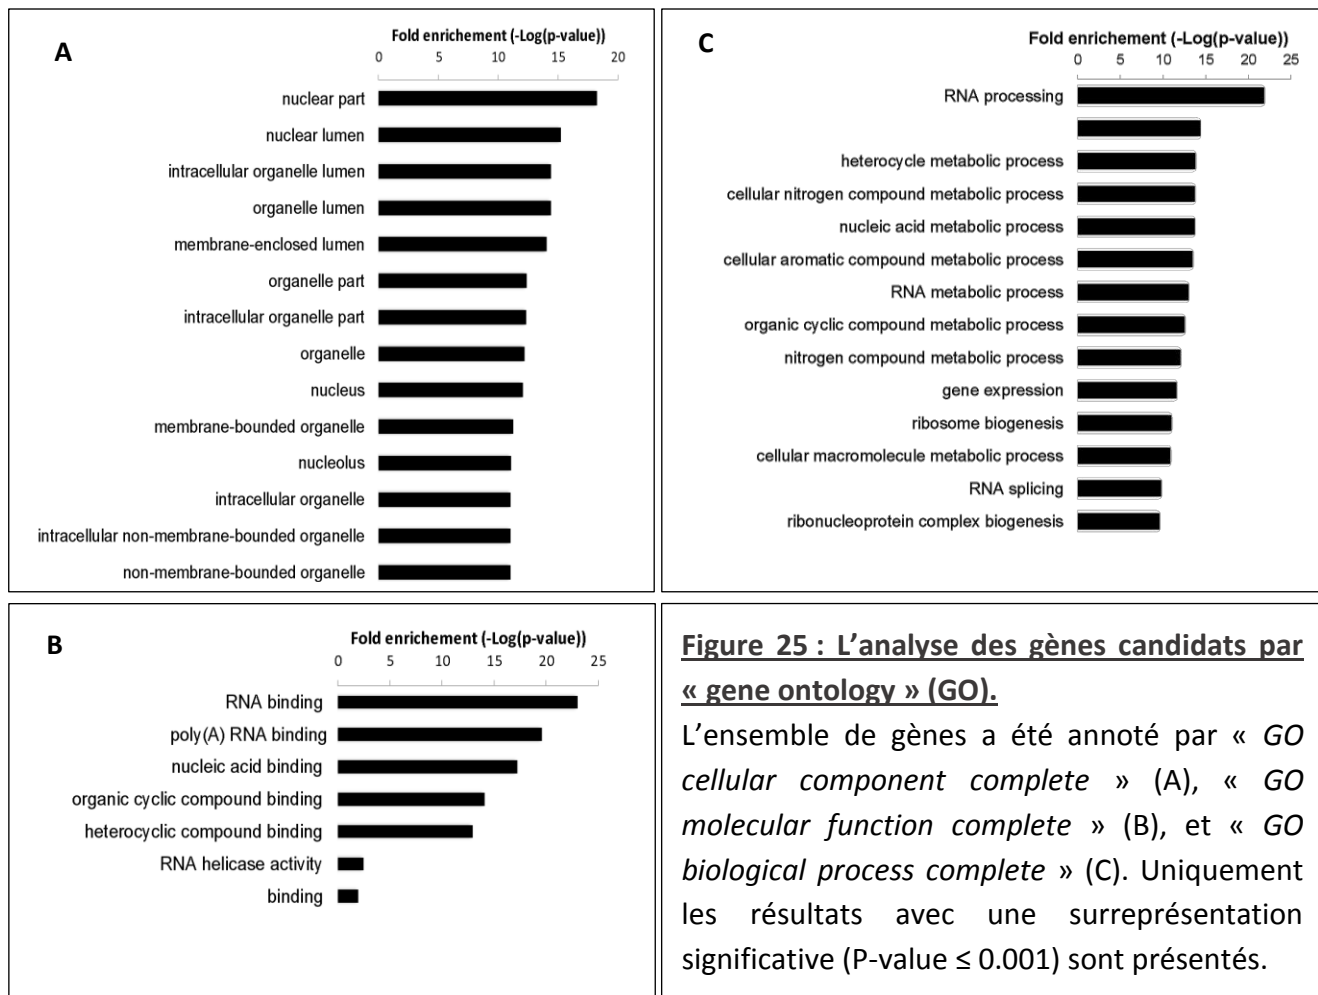 A
Fold enrichement (-Log(p-value))
0 5 10 15 20
nuclear part
nuclear lumen
intracellular organelle lumen
organelle lumen
membrane-enclosed lumen
organelle part
intracellular organelle part
organelle
nucleus
membrane-bounded organelle
nucleolus
intracellular organelle
intracellular non-membrane-bounded organelle
non-membrane-bounded organelle
C
Fold enrichement (-Log(p-value))
0 5 10 15 20 25
RNA processing
heterocycle metabolic process
cellular nitrogen compound metabolic process
nucleic acid metabolic process
cellular aromatic compound metabolic process
RNA metabolic process
organic cyclic compound metabolic process
nitrogen compound metabolic process
gene expression
ribosome biogenesis
cellular macromolecule metabolic process
RNA splicing
ribonucleoprotein complex biogenesis
B
Fold enrichement (-Log(p-value))
0 5 10 15 20 25
RNA binding
poly(A) RNA binding
nucleic acid binding
organic cyclic compound binding
heterocyclic compound binding
RNA helicase activity
binding
Figure 25 : L’analyse des gènes candidats par
« gene ontology » (GO).
L’ensemble de gènes a été annoté par « GO
cellular component complete » (A), « GO
molecular function complete » (B), et « GO
biological process complete » (C). Uniquement
les résultats avec une surreprésentation
significative (P-value ≤ 0.001) sont présentés.